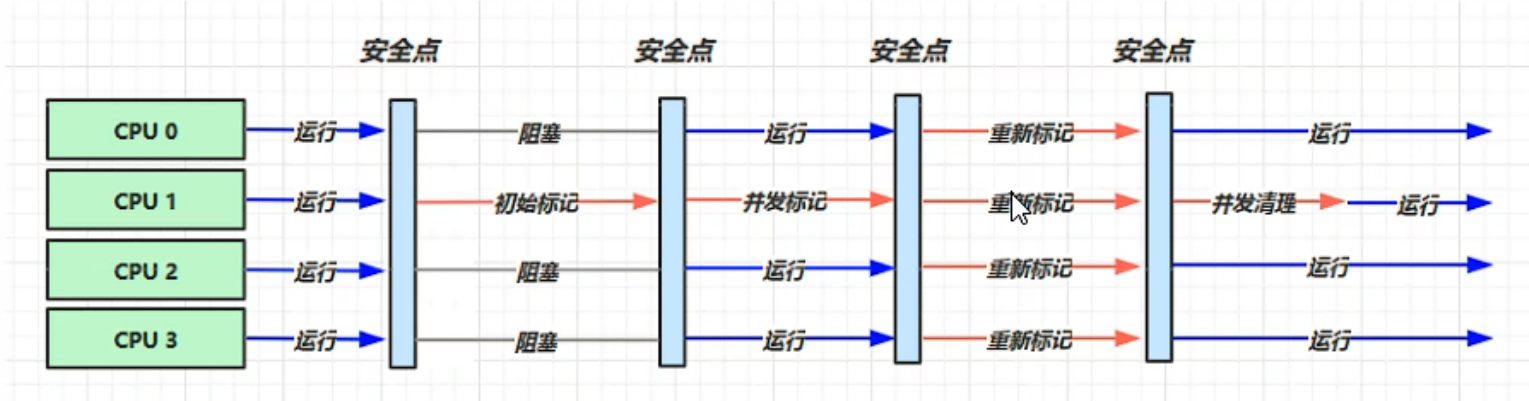 安全点 安全点 安全点 安全点
CPU 0 运行 阻塞 运行 重新标记 运行
CPU 1 运行 初始标记 并发标记 重新标记 并发清理 运行
CPU 2 运行 阻塞 运行 重新标记 运行
CPU 3 运行 阻塞 运行 重新标记 运行